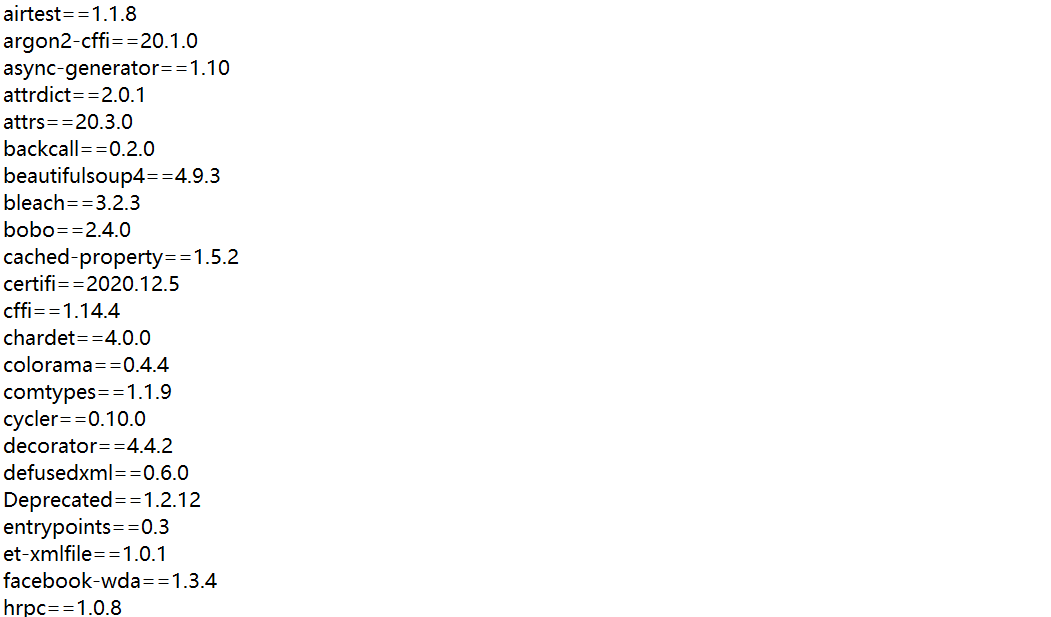 airtest==1.1.8
argon2-cffi==20.1.0
async-generator==1.10
attrdict==2.0.1
attrs==20.3.0
backcall==0.2.0
beautifulsoup4==4.9.3
bleach==3.2.3
bobo==2.4.0
cached-property==1.5.2
certifi==2020.12.5
cffi==1.14.4
chardet==4.0.0
colorama==0.4.4
comtypes==1.1.9
cycler==0.10.0
decorator==4.4.2
defusedxml==0.6.0
Deprecated==1.2.12
entrypoints==0.3
et-xmlfile==1.0.1
facebook-wda==1.3.4
hrpc==1.0.8